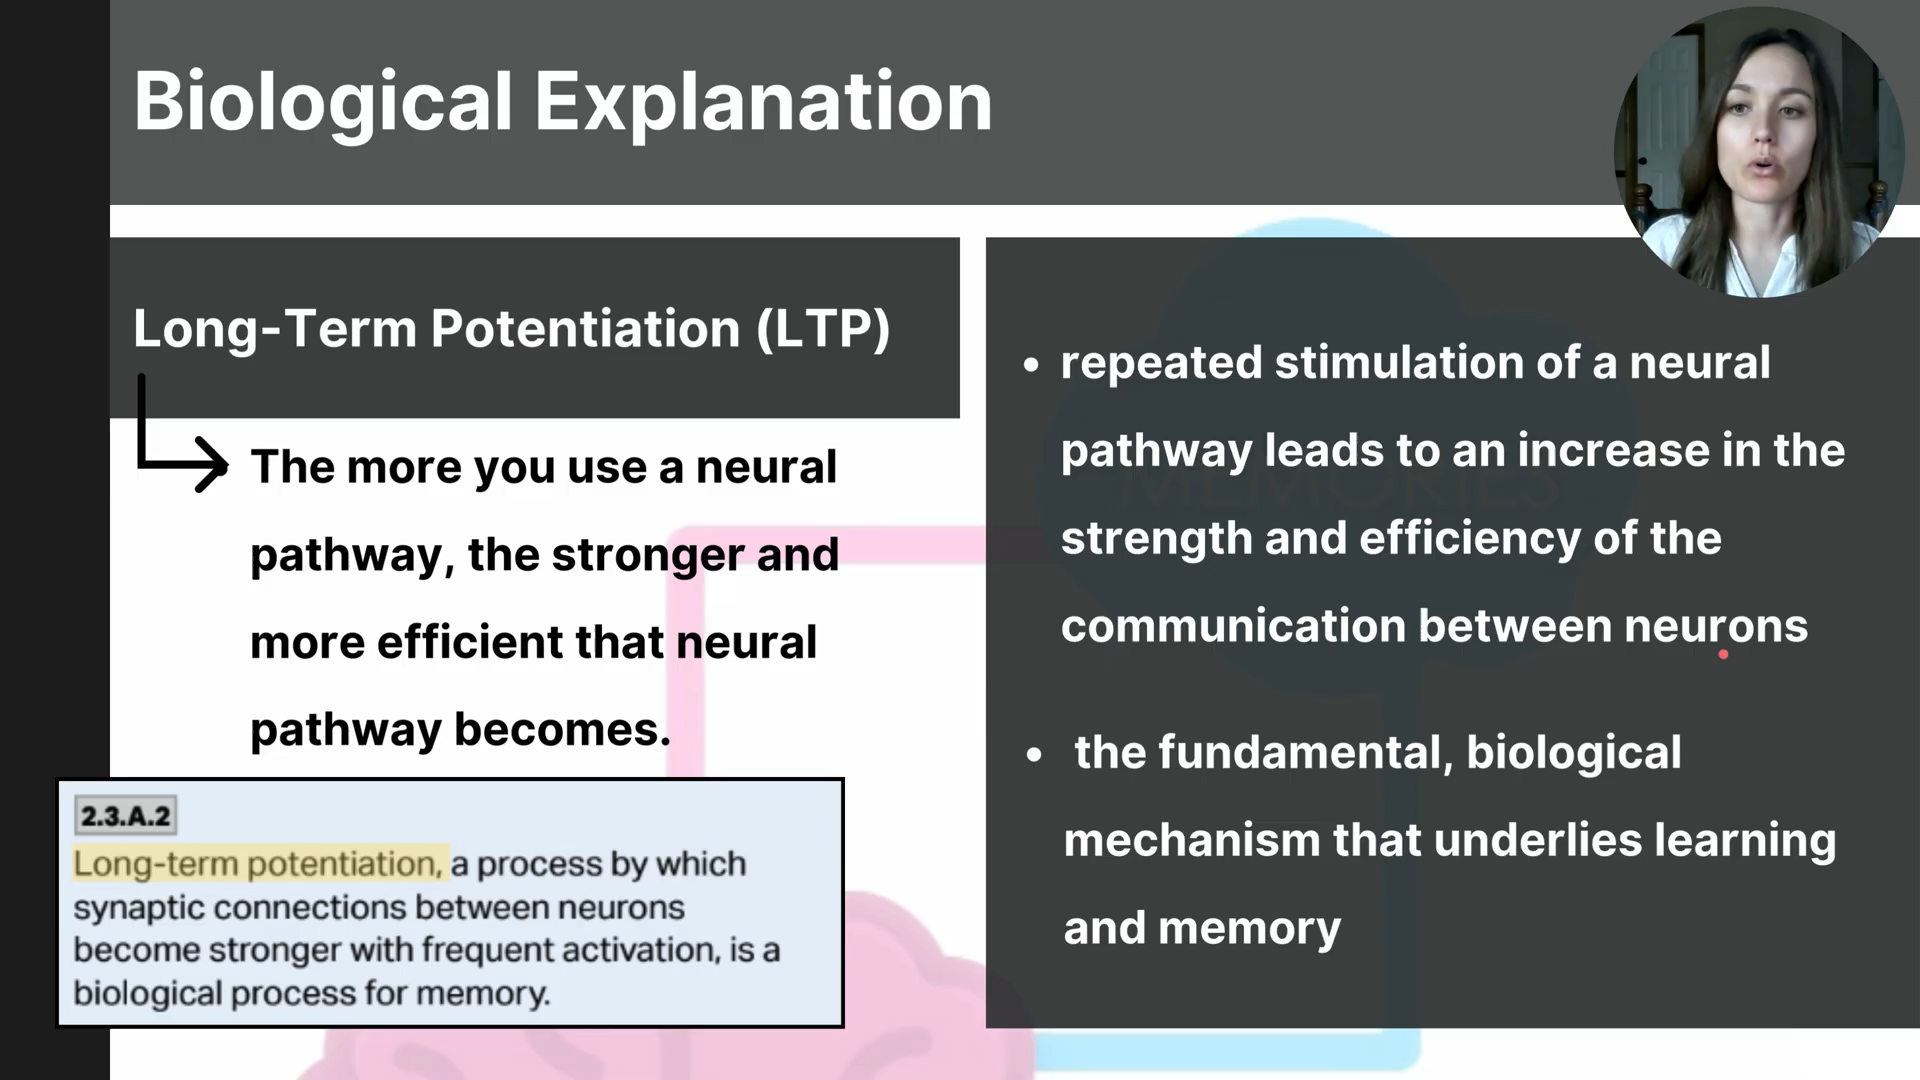 Biological Explanation
Long-Term Potentiation (LTP)
The more you use a neural
pathway, the stronger and
more efficient that neural
pathway becomes.
2.3.A.2
Long-term potentiation, a process by which
synaptic connections between neurons
become stronger with frequent activation, is a
biological process for memory.
• repeated stimulation of a neural
pathway leads to an increase in the
strength and efficiency of the
communication between neurons
• the fundamental, biological
mechanism that underlies learning
and memory
MEMORIES